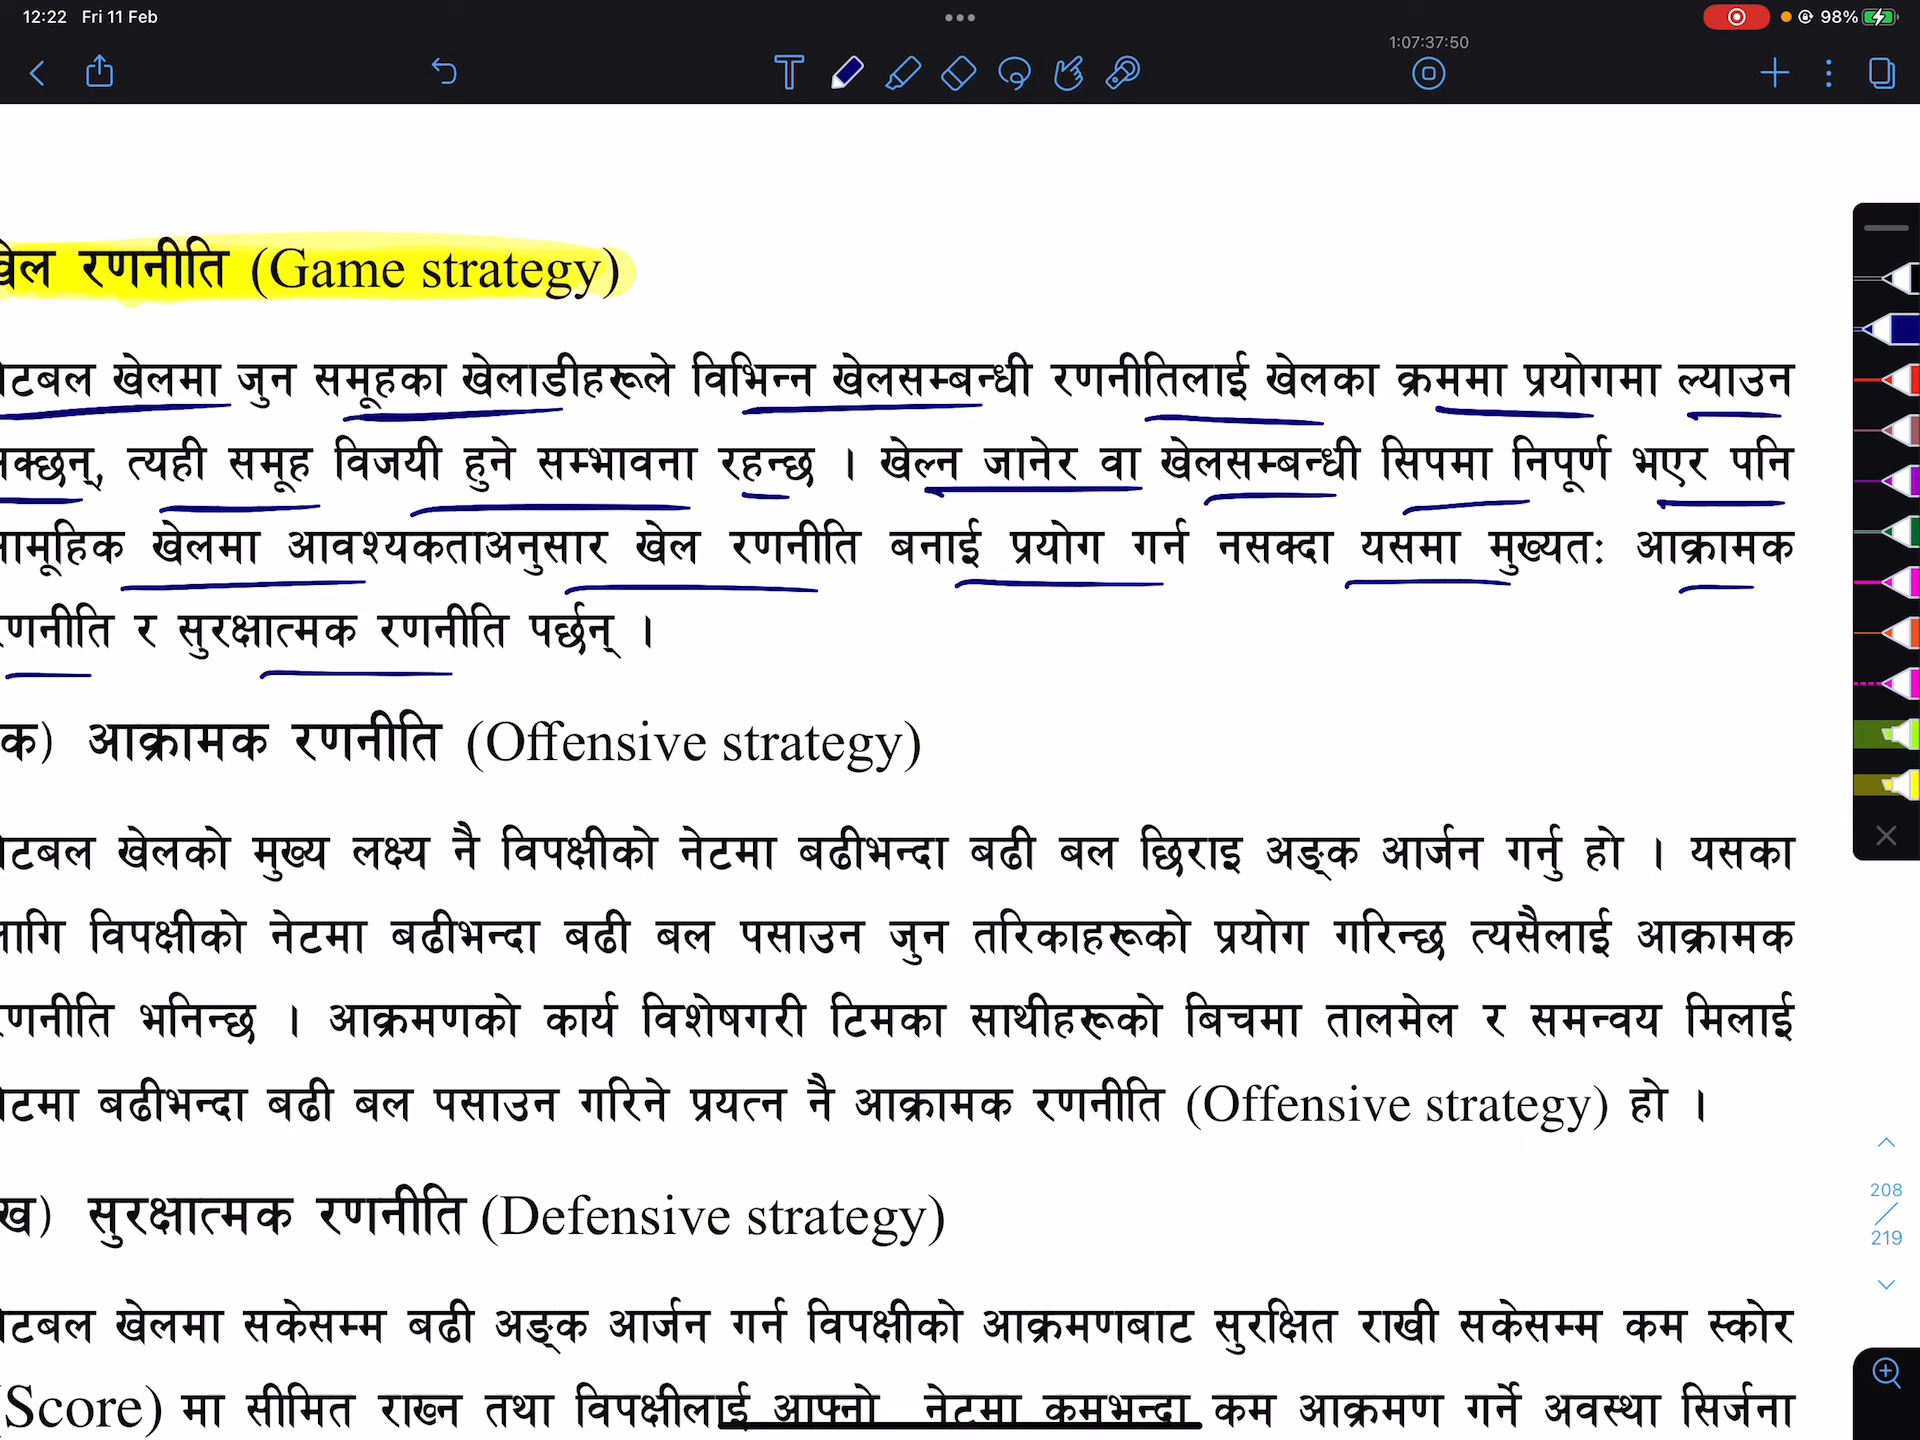 12:22 Fri 11 Feb
98%
1:07:37:50
खेल रणनीति (Game strategy)
नेटबल खेलमा जुन समूहका खेलाडीहरूले विभिन्न खेलसम्बन्धी रणनीतिलाई खेलका क्रममा प्रयोगमा ल्याउन
सक्छन्, त्यही समूह विजयी हुने सम्भावना रहन्छ । खेल्न जानेर वा खेलसम्बन्धी सिपमा निपूर्ण भएर पनि
सामूहिक खेलमा आवश्यकताअनुसार खेल रणनीति बनाई प्रयोग गर्न नसक्दा यसमा मुख्यतः आक्रामक
रणनीति र सुरक्षात्मक रणनीति पर्छन् ।
क) आक्रामक रणनीति (Offensive strategy)
नेटबल खेलको मुख्य लक्ष्य नै विपक्षीको नेटमा बढीभन्दा बढी बल छिराइ अङ्क आर्जन गर्नु हो । यसका
लागि विपक्षीको नेटमा बढीभन्दा बढी बल पसाउन जुन तरिकाहरूको प्रयोग गरिन्छ त्यसैलाई आक्रामक
रणनीति भनिन्छ । आक्रमणको कार्य विशेषगरी टिमका साथीहरूको बिचमा तालमेल र समन्वय मिलाई
नेटमा बढीभन्दा बढी बल पसाउन गरिने प्रयत्न नै आक्रामक रणनीति (Offensive strategy) हो ।
ख) सुरक्षात्मक रणनीति (Defensive strategy)
नेटबल खेलमा सकेसम्म बढी अङ्क आर्जन गर्न विपक्षीको आक्रमणबाट सुरक्षित राखी सकेसम्म कम स्कोर
(Score) मा सीमित राख्न तथा विपक्षीलाई आफ्नो नेटमा कमभन्दा कम आक्रमण गर्ने अवस्था सिर्जना
208
219